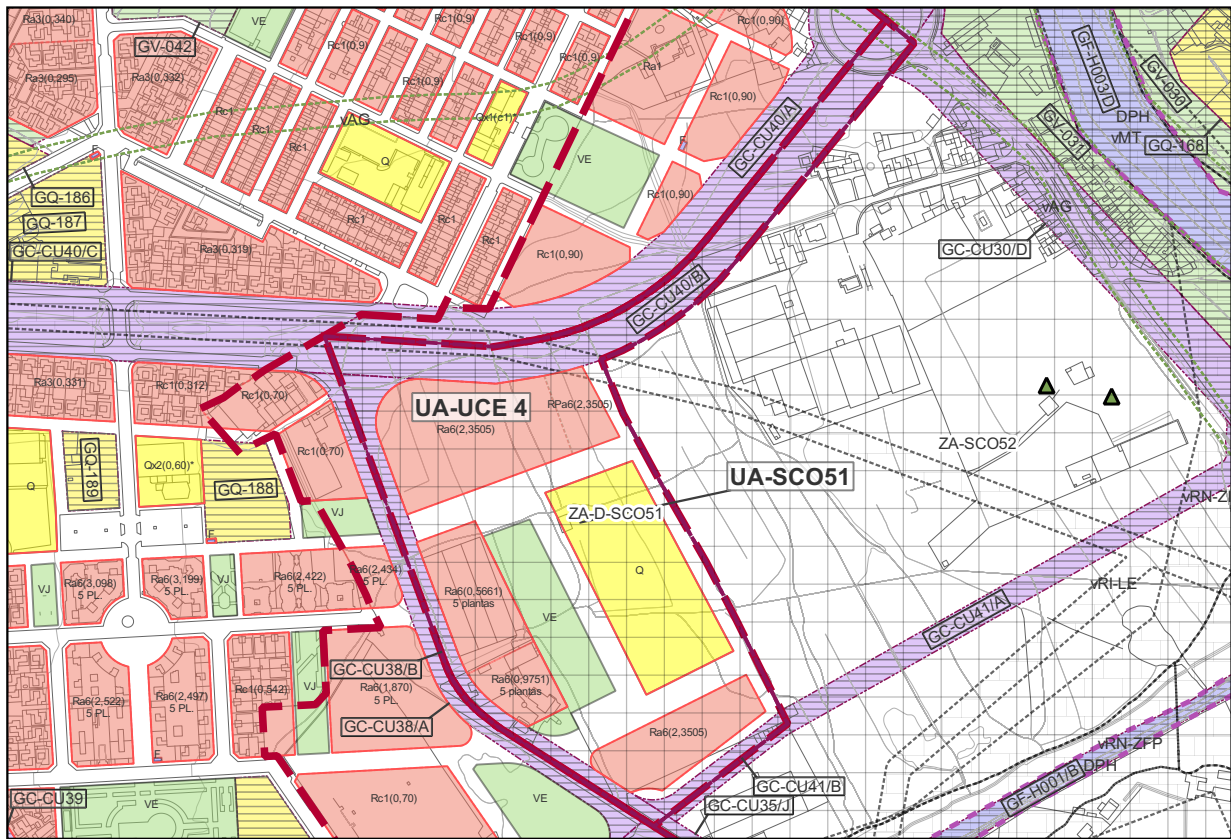 Ra3(0,340)
VE
GV-042
Ra3(0,295)
Ra3(0,332)
Rc1(0,9)
Rc1(0,9)
Rc1(0,9)
Rc1(0,9)
Rc1(0,9)
Rc1(0,90)
Ra1
Rc1(0,90)
Rc1
Rc1
Rc1
vAG
Qx1(c1)*
Q
VE
E
E
GQ-186
GQ-187
GC-CU40/C
Ra3(0,319)
Rc1
Rc1
Rc1
Rc1(0,90)
Rc1(0,90)
GC-CU40/A
GC-CU40/B
GF-H003/D
GV-030
DPH
vMT
GQ-168
GV-031
vAG
GC-CU30/D
Ra3(0,331)
Rc1(0,312)
Rc1(0,70)
UA-UCE 4
Ra6(2,3505)
RPa6(2,3505)
Rc1(0,70)
Q
GQ-189
Qx2(0,60)*
GQ-188
VJ
E
UA-SCO51
ZA-SCO52
ZA-D-SCO51
vRN-ZP
VJ
Ra6(3,098)
5 PL.
Ra6(3,199)
5 PL.
VJ
Ra6(2,422)
5 PL.
Ra6(2,434)
5 PL.
Ra6(0,5661)
5 plantas
VE
Q
vRI-LE
GC-CU41/A
Ra6(2,522)
5 PL.
Ra6(2,497)
5 PL.
Rc1(0,542)
VJ
GC-CU38/B
Ra6(1,870)
5 PL.
Ra6(0,9751)
5 plantas
GC-CU38/A
Ra6(2,3505)
E
vRN-ZFP
DPH
GF-H001/B
GC-CU39
VE
Rc1(0,70)
VE
GC-CU41/B
GC-CU35/J